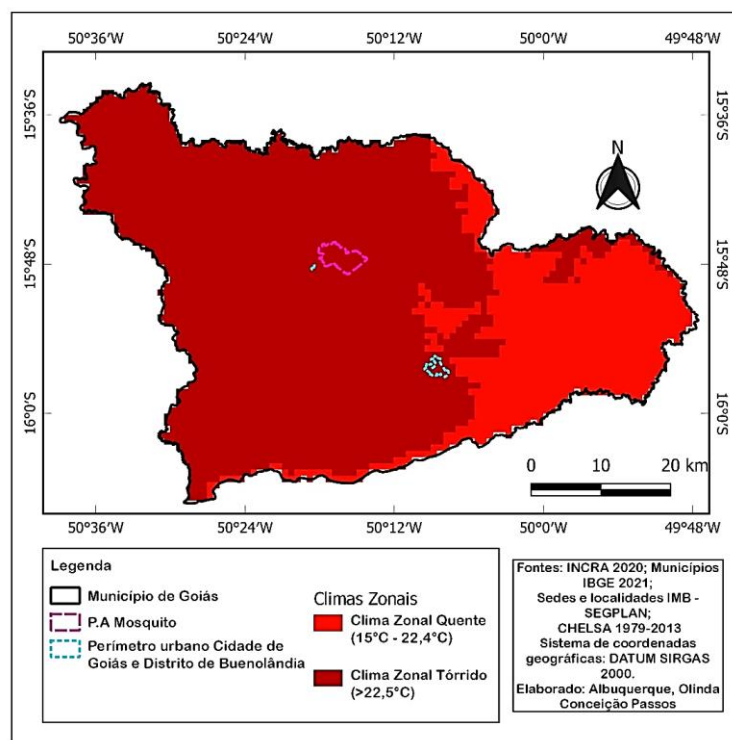 50°36'W 50°24'W 50°12'W 50°0'W 49°48'W
15°36'S 15°36'S
N
15°48'S 15°48'S
16°0'S 16°0'S
0 10 20 km
50°36'W 50°24'W 50°12'W 50°0'W 49°48'W
Legenda
Município de Goiás
P.A Mosquito
Perímetro urbano Cidade de
Goiás e Distrito de Buenolândia
Climas Zonais
Clima Zonal Quente
(15°C - 22,4°C)
Clima Zonal Tórrido
(>22,5°C)
Fontes: INCRA 2020; Municípios
IBGE 2021;
Sedes e localidades IMB -
SEGPLAN;
CHELSA 1979-2013
Sistema de coordenadas
geográficas: DATUM SIRGAS
2000.
Elaborado: Albuquerque, Olinda
Conceição Passos